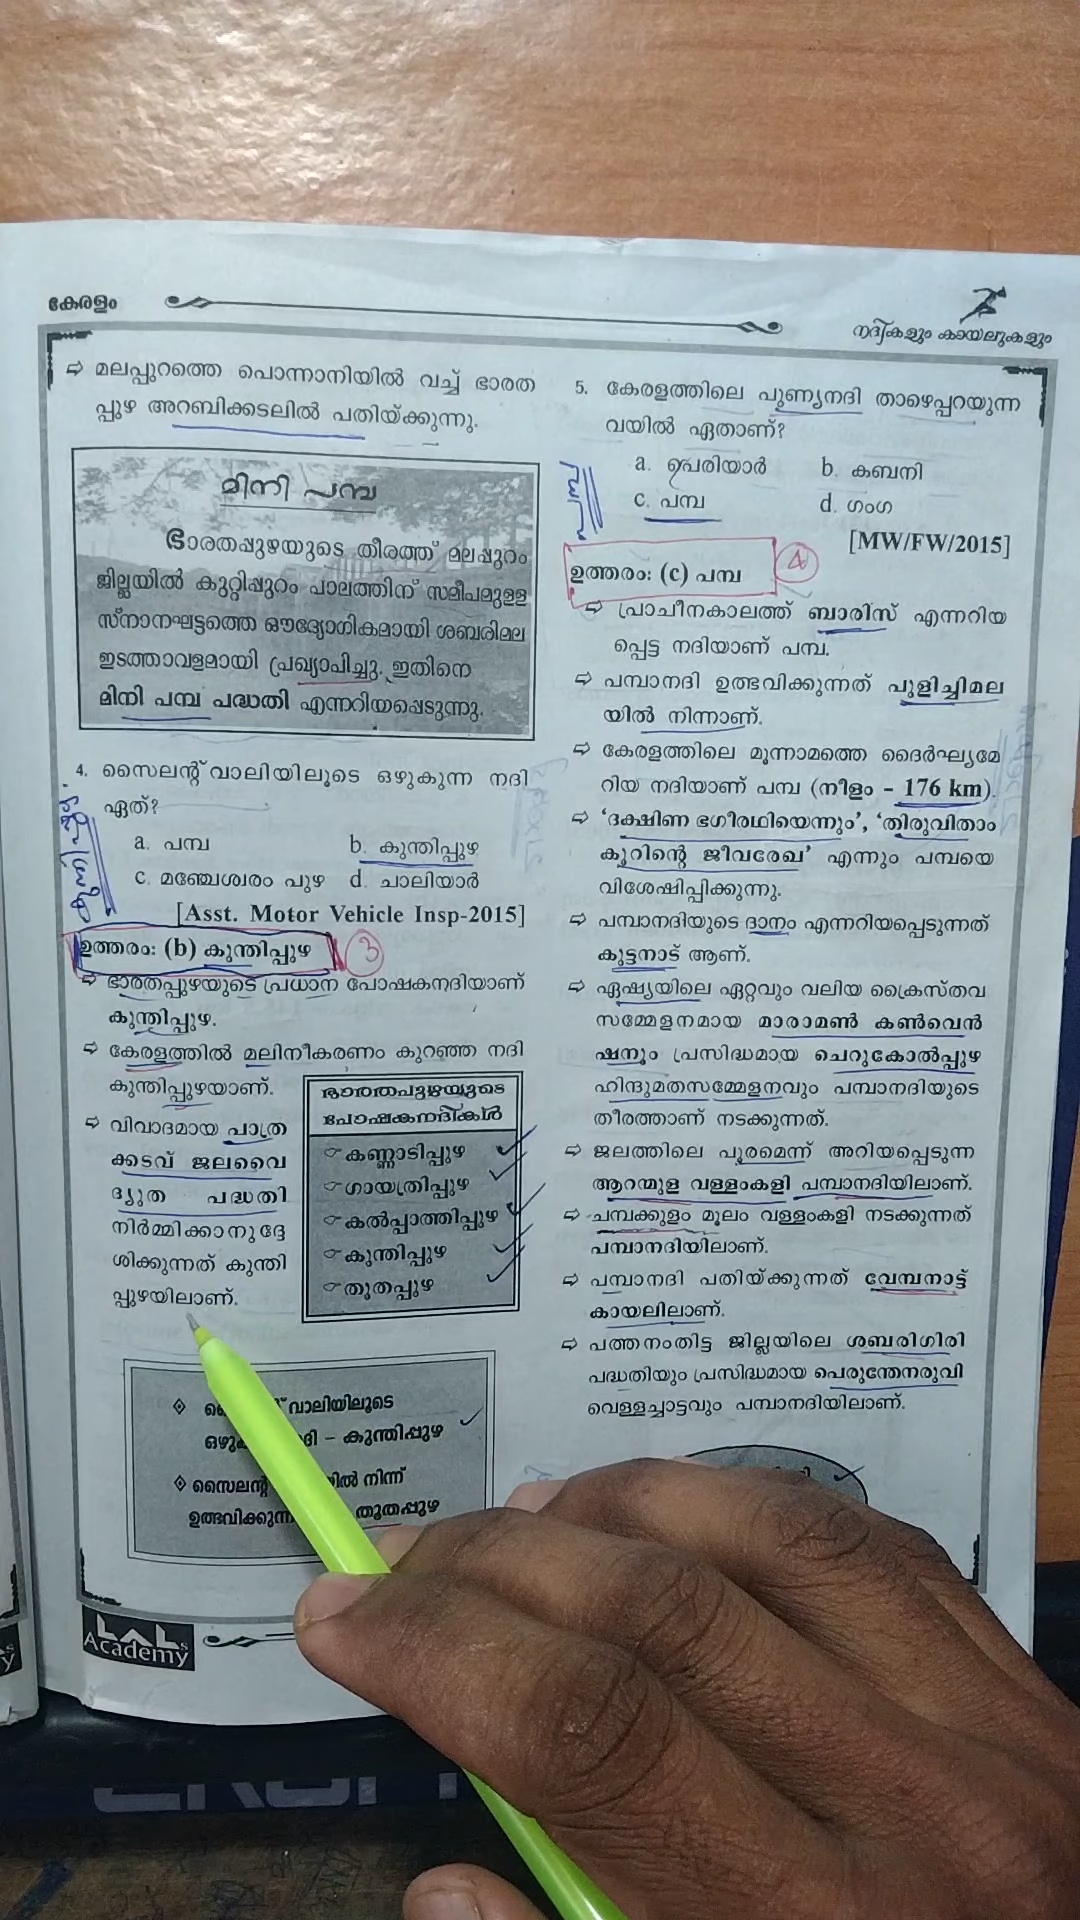 കേരളം
നദികളും കായലുകളും
⇨ മലപ്പുറത്തെ പൊന്നാനിയിൽ വച്ച് ഭാരത
പ്പുഴ അറബിക്കടലിൽ പതിയ്ക്കുന്നു.
മിനി പമ്പ
ഭാരതപ്പുഴയുടെ തീരത്ത് മലപ്പുറം
ജില്ലയിൽ കുറ്റിപ്പുറം പാലത്തിന് സമീപമുളള
സ്നാനഘട്ടത്തെ ഔദ്യോഗികമായി ശബരിമല
ഇടത്താവളമായി പ്രഖ്യാപിച്ചു. ഇതിനെ
മിനി പമ്പ പദ്ധതി എന്നറിയപ്പെടുന്നു.
4. സൈലന്റ് വാലിയിലൂടെ ഒഴുകുന്ന നദി
ഏത്?
a. പമ്പ b. കുന്തിപ്പുഴ
c. മഞ്ചേശ്വരം പുഴ d. ചാലിയാർ
[Asst. Motor Vehicle Insp-2015]
കുന്തിപ്പുഴ
ഉത്തരം: (b) കുന്തിപ്പുഴ 3
⇨ ഭാരതപ്പുഴയുടെ പ്രധാന പോഷകനദിയാണ്
കുന്തിപ്പുഴ.
⇨ കേരളത്തിൽ മലിനീകരണം കുറഞ്ഞ നദി
കുന്തിപ്പുഴയാണ്.
⇨ വിവാദമായ പാത്ര
ക്കടവ് ജലവൈ
ദ്യുത പദ്ധതി
നിർമ്മിക്കാനുദ്ദേ
ശിക്കുന്നത് കുന്തി
പ്പുഴയിലാണ്.
ഭാരതപുഴയുടെ
പോഷകനദികൾ
കണ്ണാടിപ്പുഴ
ഗായത്രിപ്പുഴ
കൽപ്പാത്തിപ്പുഴ
കുന്തിപ്പുഴ
തൂതപ്പുഴ
വാലിയിലൂടെ
– കുന്തിപ്പുഴ
നിന്ന്
തൂതപ്പുഴ
LALs
Academy
5. കേരളത്തിലെ പുണ്യനദി താഴെപ്പറയുന്ന
വയിൽ ഏതാണ്?
a. പെരിയാർ b. കബനി
c. പമ്പ d. ഗംഗ
[MW/FW/2015]
പമ്പ
ഉത്തരം: (c) പമ്പ 4
⇨ പ്രാചീനകാലത്ത് ബാരിസ് എന്നറിയ
പ്പെട്ട നദിയാണ് പമ്പ.
⇨ പമ്പാനദി ഉത്ഭവിക്കുന്നത് പുളിച്ചിമല
യിൽ നിന്നാണ്.
⇨ കേരളത്തിലെ മൂന്നാമത്തെ ദൈർഘ്യമേ
റിയ നദിയാണ് പമ്പ (നീളം – 176 km).
⇨ ‘ദക്ഷിണ ഭഗീരഥിയെന്നും’, ‘തിരുവിതാം
കൂറിന്റെ ജീവരേഖ’ എന്നും പമ്പയെ
വിശേഷിപ്പിക്കുന്നു.
⇨ പമ്പാനദിയുടെ ദാനം എന്നറിയപ്പെടുന്നത്
കുട്ടനാട് ആണ്.
⇨ ഏഷ്യയിലെ ഏറ്റവും വലിയ ക്രൈസ്തവ
സമ്മേളനമായ മാരാമൺ കൺവെൻ
ഷനും പ്രസിദ്ധമായ ചെറുകോൽപ്പുഴ
ഹിന്ദുമതസമ്മേളനവും പമ്പാനദിയുടെ
തീരത്താണ് നടക്കുന്നത്.
⇨ ജലത്തിലെ പൂരമെന്ന് അറിയപ്പെടുന്ന
ആറന്മുള വള്ളംകളി പമ്പാനദിയിലാണ്.
⇨ ചമ്പക്കുളം മൂലം വള്ളംകളി നടക്കുന്നത്
പമ്പാനദിയിലാണ്.
⇨ പമ്പാനദി പതിയ്ക്കുന്നത് വേമ്പനാട്ട്
കായലിലാണ്.
⇨ പത്തനംതിട്ട ജില്ലയിലെ ശബരിഗിരി
പദ്ധതിയും പ്രസിദ്ധമായ പെരുന്തേനരുവി
വെള്ളച്ചാട്ടവും പമ്പാനദിയിലാണ്.